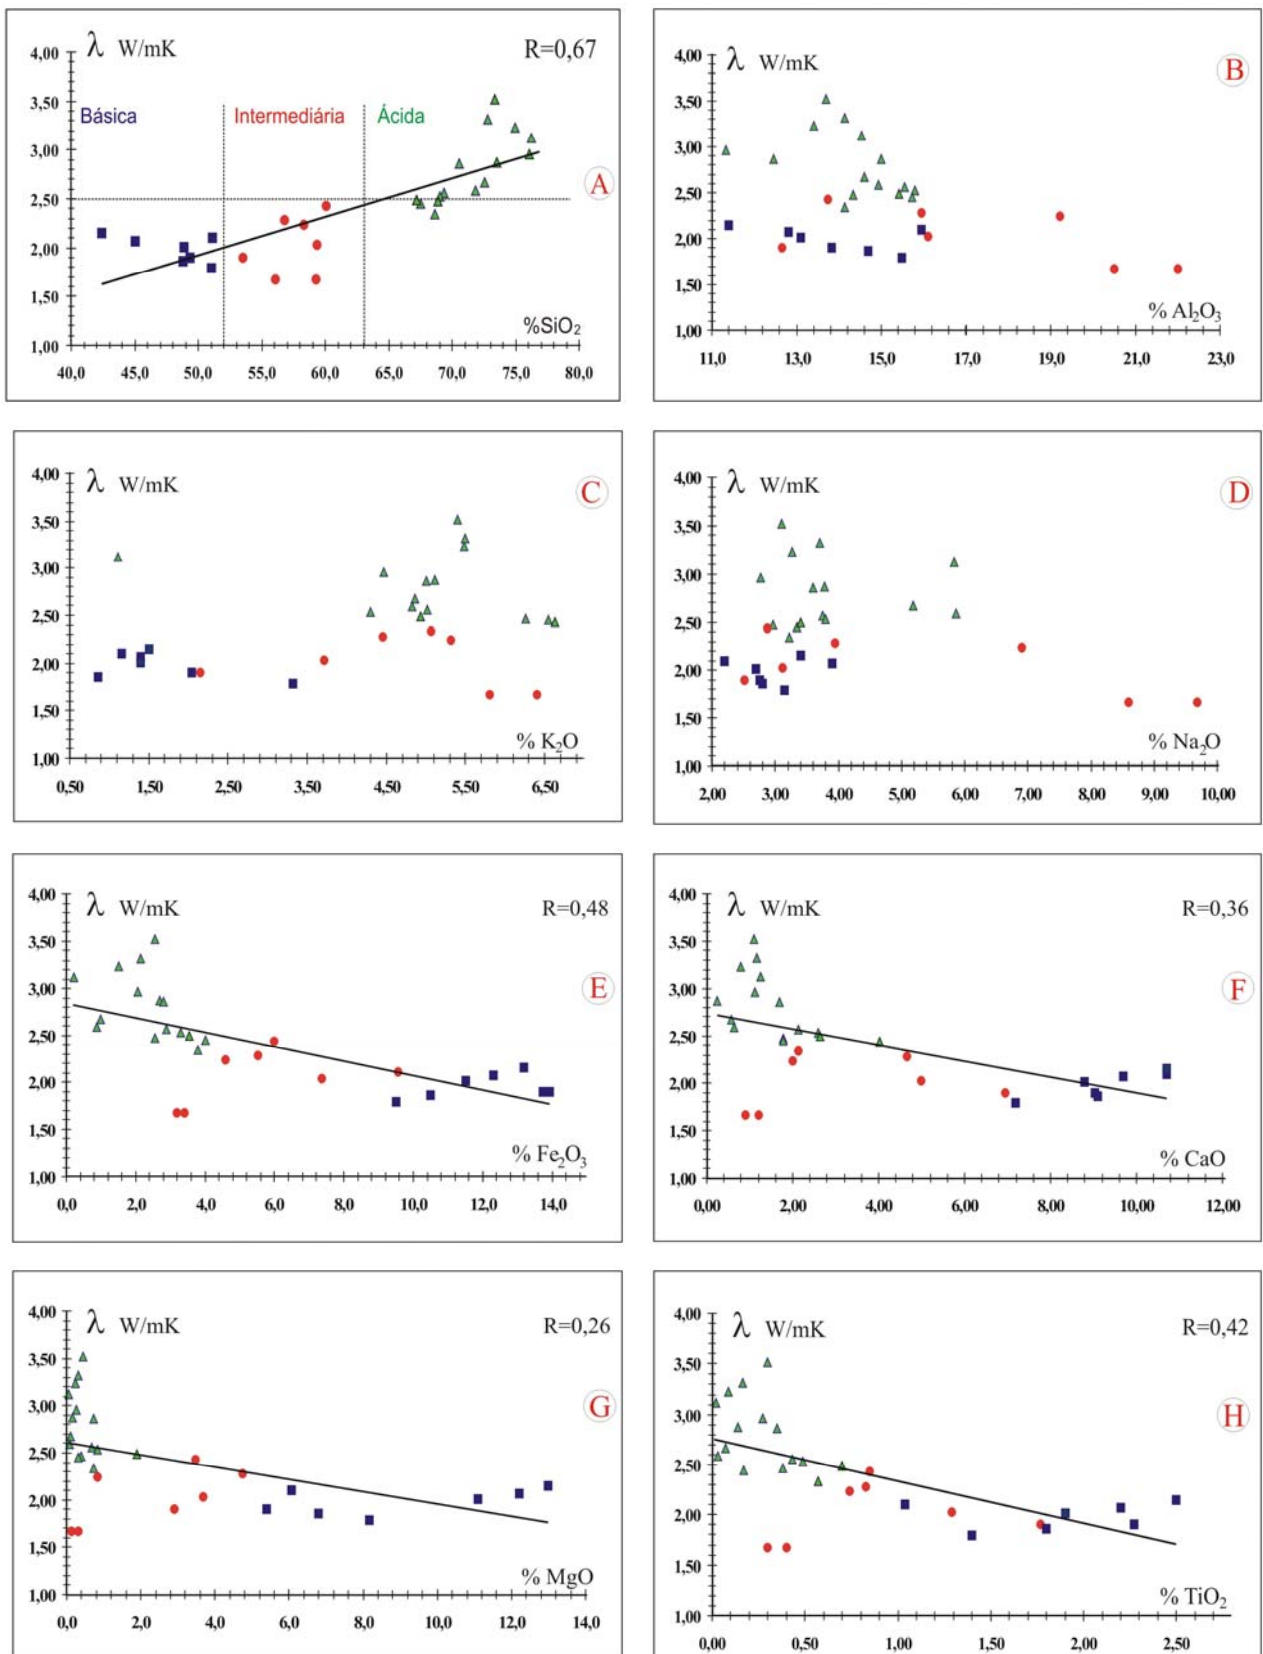 λ W/mK R=0,67
4,00
3,50
3,00
2,50
2,00
1,50
1,00
Básica Intermediária Ácida
A
%SiO₂
40,0 45,0 50,0 55,0 60,0 65,0 70,0 75,0 80,0
λ W/mK
B
4,00
3,50
3,00
2,50
2,00
1,50
1,00
% Al₂O₃
11,0 13,0 15,0 17,0 19,0 21,0 23,0
λ W/mK
C
4,00
3,50
3,00
2,50
2,00
1,50
1,00
% K₂O
0,50 1,50 2,50 3,50 4,50 5,50 6,50
λ W/mK
D
4,00
3,50
3,00
2,50
2,00
1,50
1,00
% Na₂O
2,00 3,00 4,00 5,00 6,00 7,00 8,00 9,00 10,00
λ W/mK R=0,48
E
4,00
3,50
3,00
2,50
2,00
1,50
1,00
% Fe₂O₃
0,0 2,0 4,0 6,0 8,0 10,0 12,0 14,0
λ W/mK R=0,36
F
4,00
3,50
3,00
2,50
2,00
1,50
1,00
% CaO
0,00 2,00 4,00 6,00 8,00 10,00 12,00
λ W/mK R=0,26
G
4,00
3,50
3,00
2,50
2,00
1,50
1,00
% MgO
0,0 2,0 4,0 6,0 8,0 10,0 12,0 14,0
λ W/mK R=0,42
H
4,00
3,50
3,00
2,50
2,00
1,50
1,00
% TiO₂
0,00 0,50 1,00 1,50 2,00 2,50